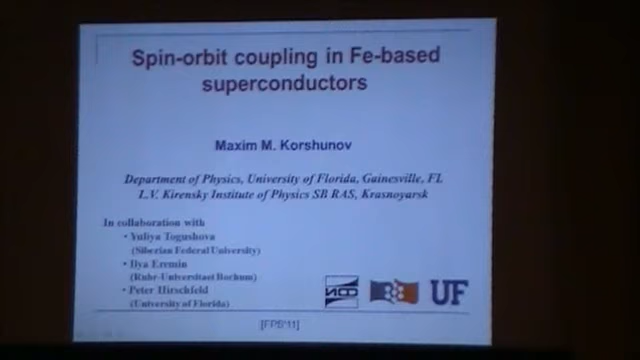 Spin-orbit coupling in Fe-based
superconductors
Maxim M. Korshunov
Department of Physics, University of Florida, Gainesville, FL
L.V. Kirensky Institute of Physics SB RAS, Krasnoyarsk
In collaboration with
• Yuliya Togushova
(Siberian Federal University)
• Ilya Eremin
(Ruhr-Universitaet Bochum)
• Peter Hirschfeld
(University of Florida)
ИФ
UF
[FPS'11]